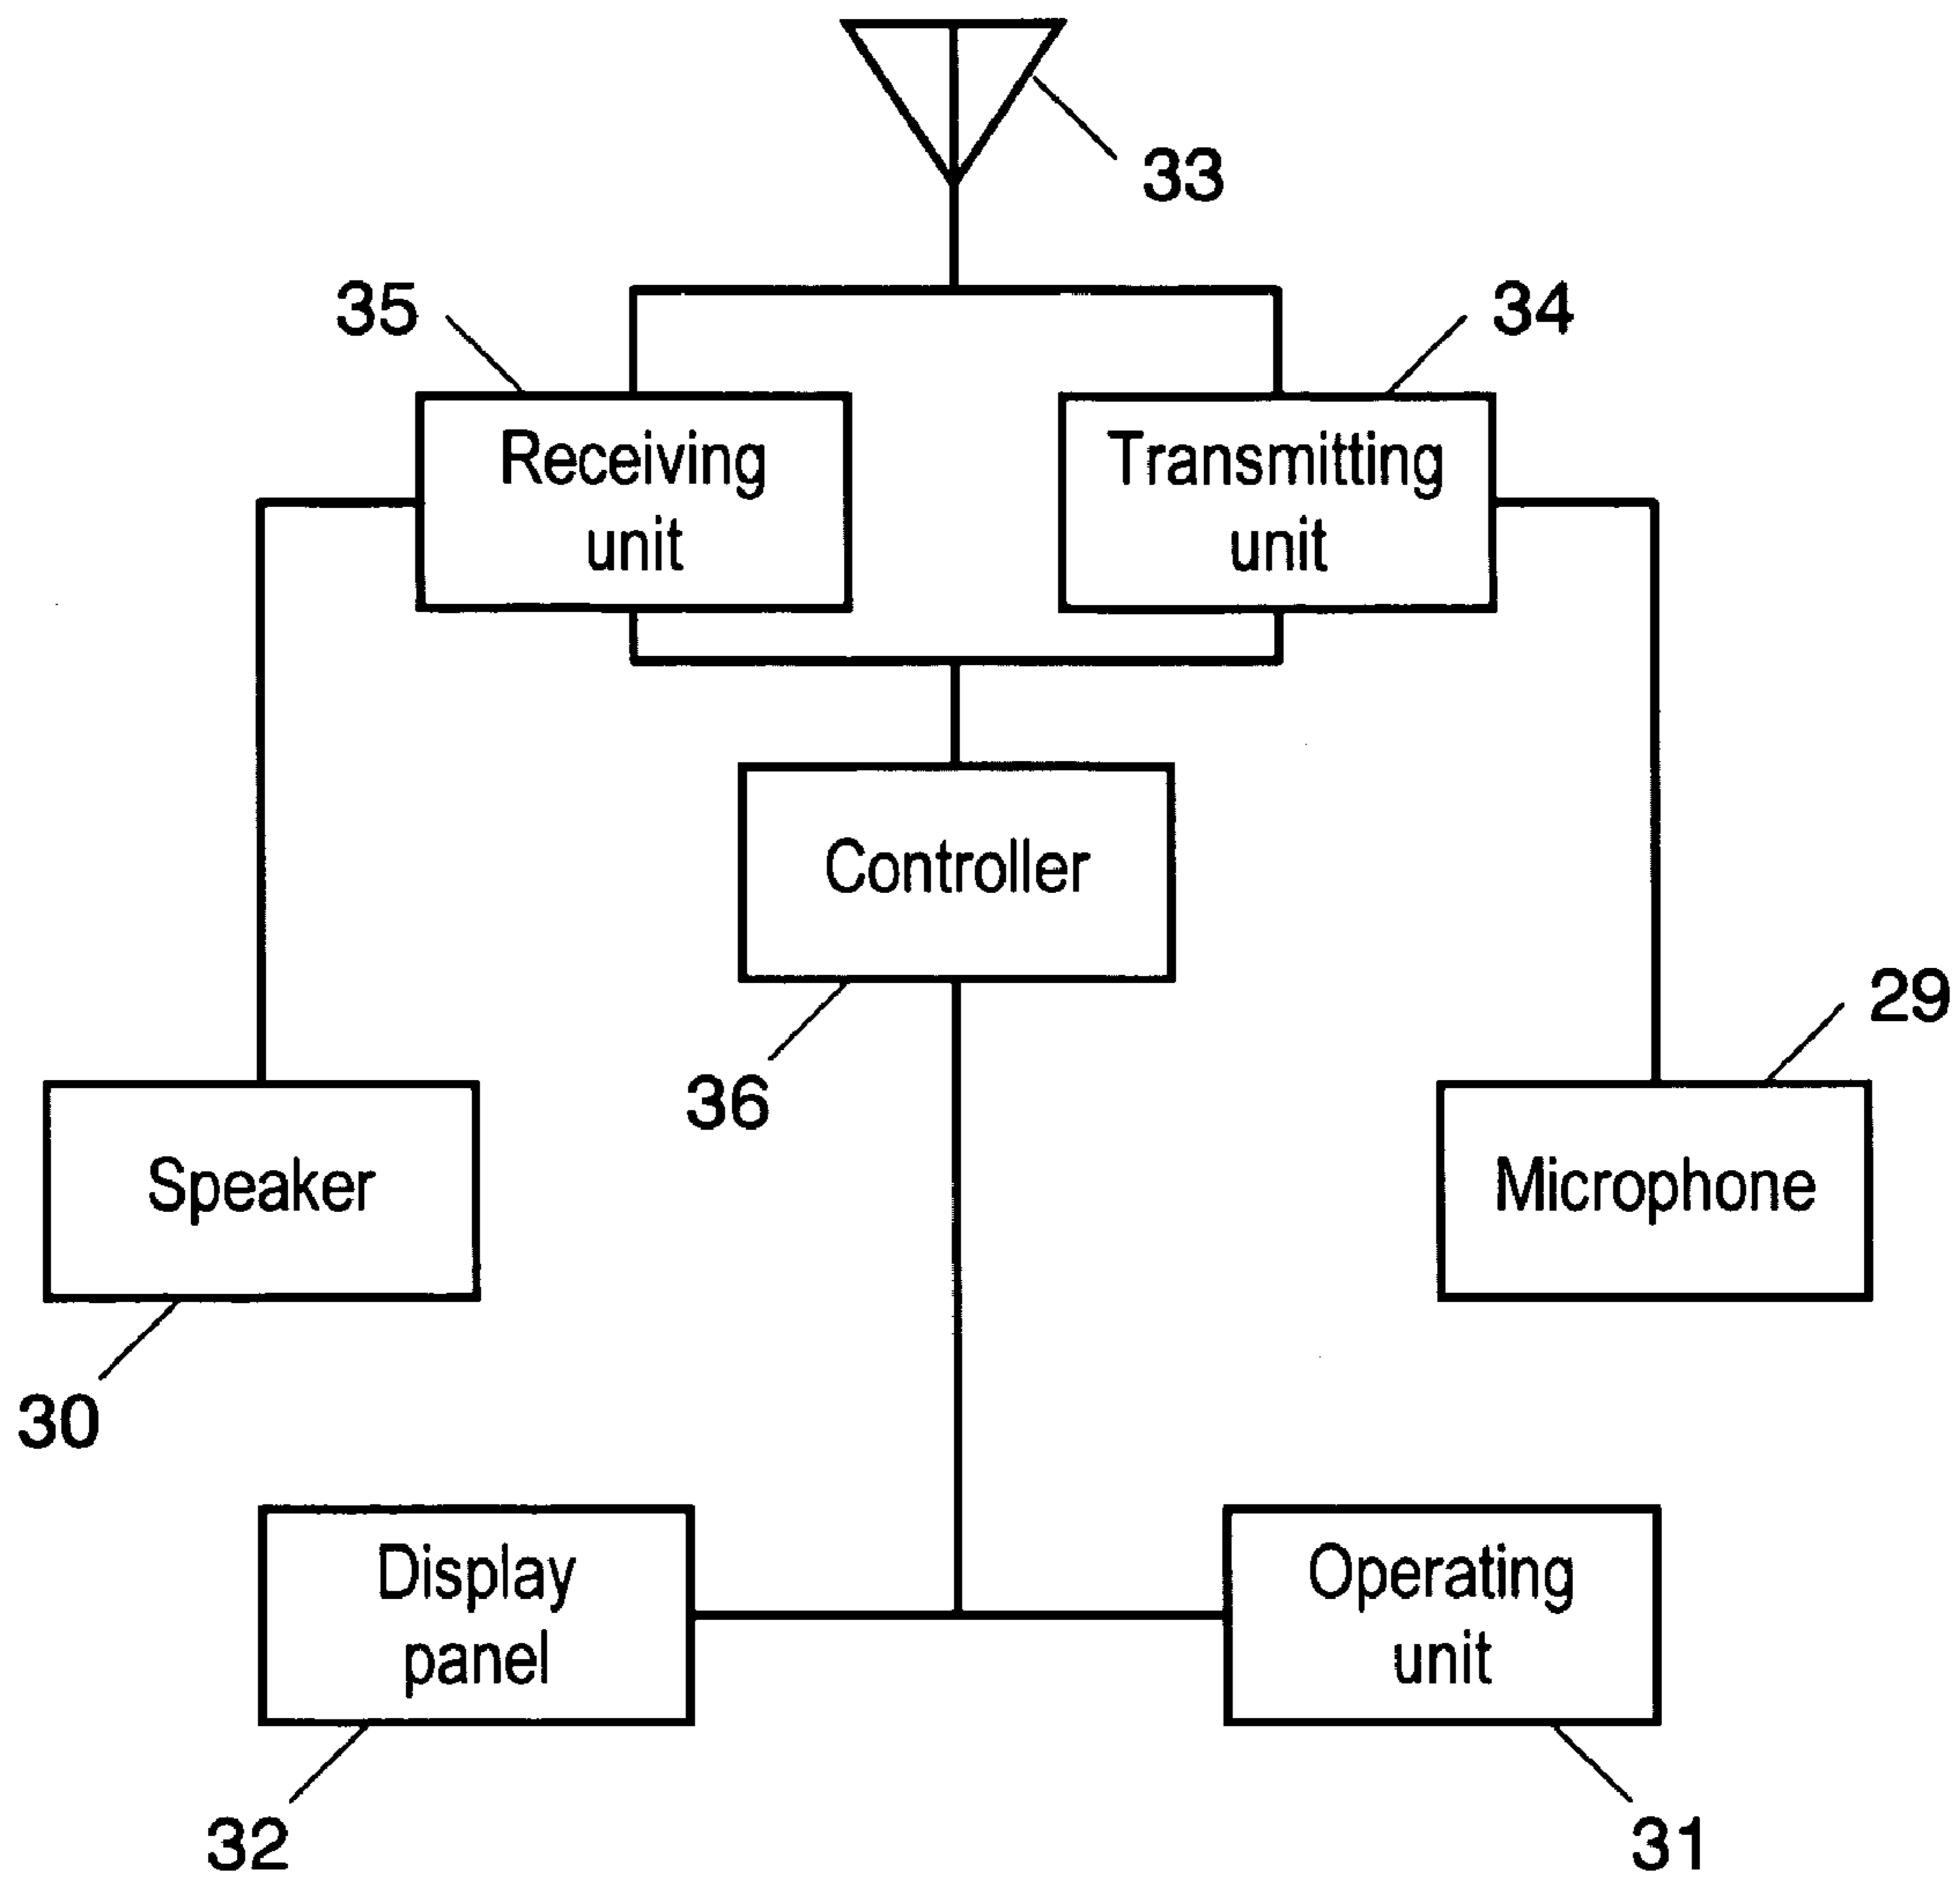 33
35
34
Receiving
unit
Transmitting
unit
Controller
29
36
Speaker
Microphone
30
Display
panel
Operating
unit
32
31